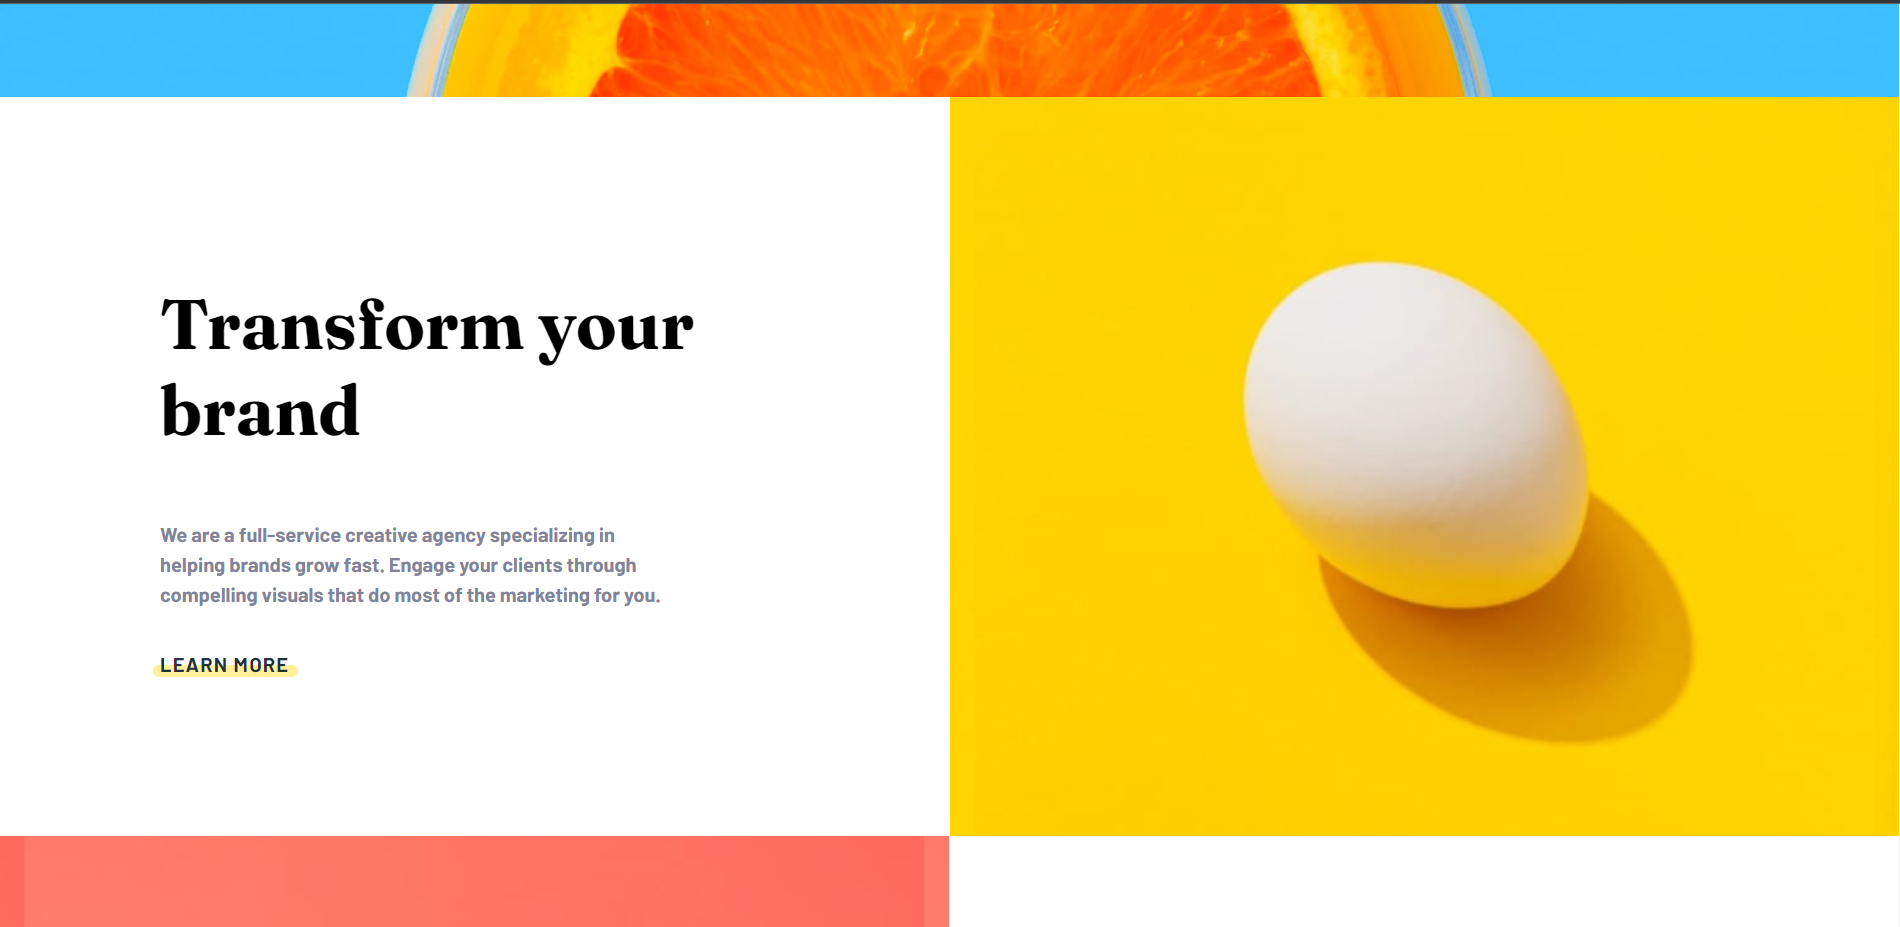 Transform your
brand
We are a full-service creative agency specializing in
helping brands grow fast. Engage your clients through
compelling visuals that do most of the marketing for you.
LEARN MORE